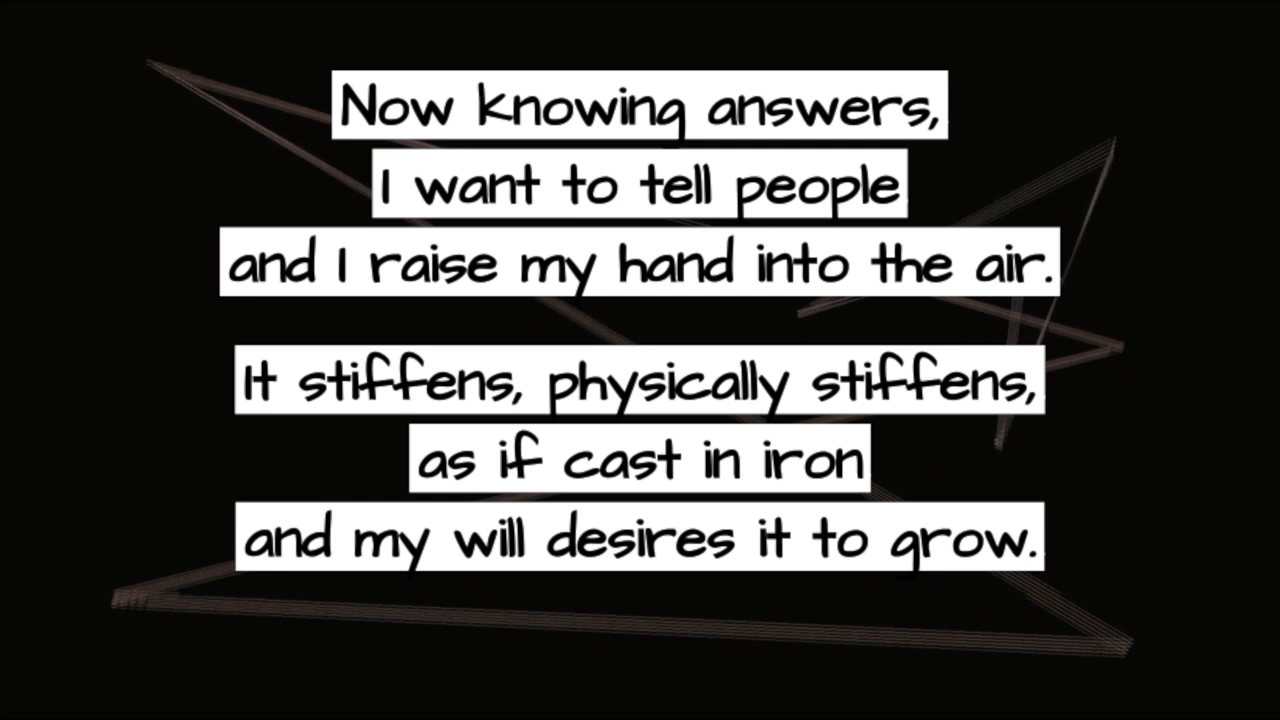 Now knowing answers,
I want to tell people
and I raise my hand into the air.
It stiffens, physically stiffens,
as if cast in iron
and my will desires it to grow.